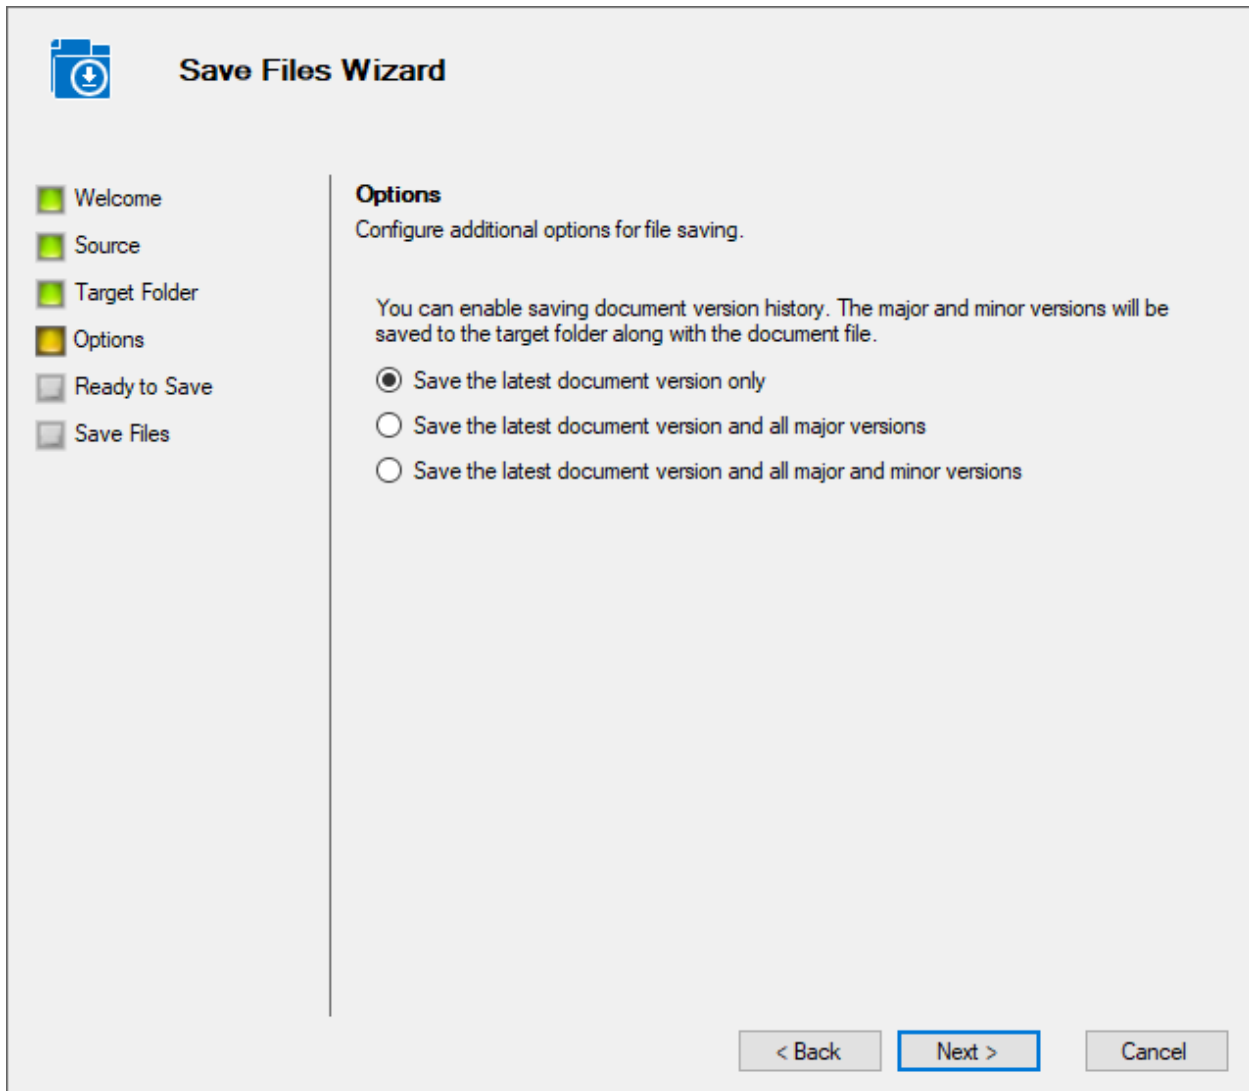 Save Files Wizard
Welcome
Source
Target Folder
Options
Ready to Save
Save Files
Options
Configure additional options for file saving.
You can enable saving document version history. The major and minor versions will be
saved to the target folder along with the document file.
Save the latest document version only
Save the latest document version and all major versions
Save the latest document version and all major and minor versions
< Back
Next >
Cancel